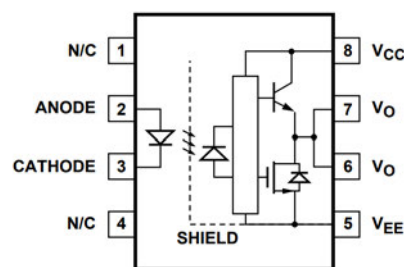 N/C 1
ANODE 2
CATHODE 3
N/C 4
SHIELD
8 VCC
7 VO
6 VO
5 VEE